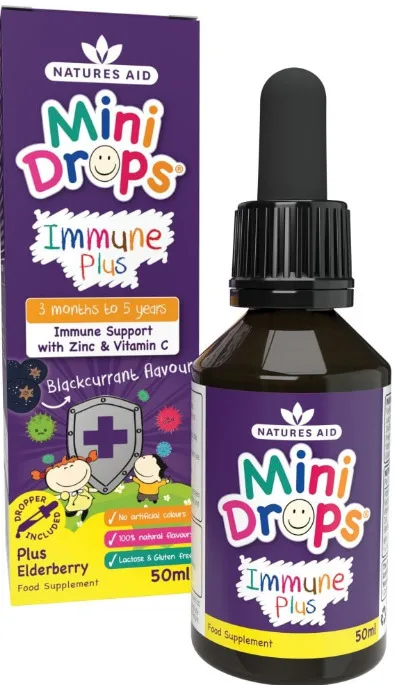 NATURES AID
Mini
Drops®
Immune
Plus
3 months to 5 years
Immune Support
with Zinc & Vitamin C
Blackcurrant flavour
DROPPER
INCLUDED
No artificial colours
100% natural flavours
Lactose & Gluten free
Plus
Elderberry
Food Supplement
50ml
NATURES AID
Mini
Drops®
Immune
Plus
Food Supplement
50ml